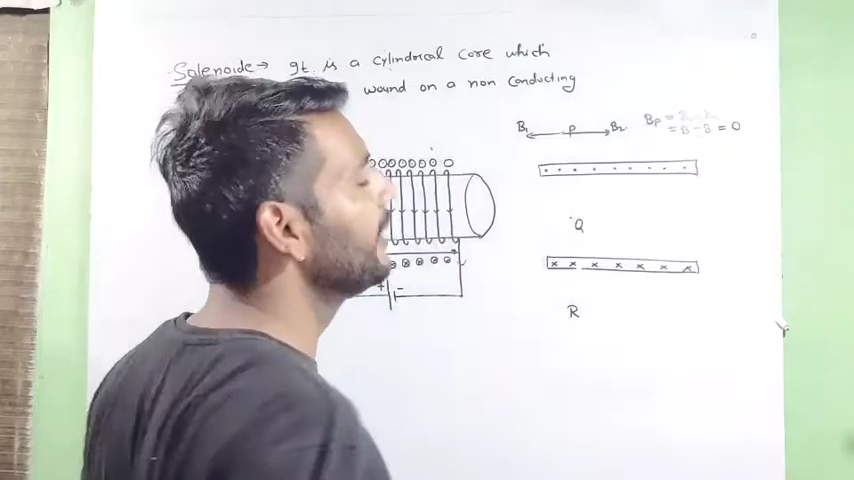 Solenoide → It is a cylindrical core which
wound on a non conducting
B₁ P B₂ Bp =
= B - B = 0
Q
x x x x x x x
+ -
R